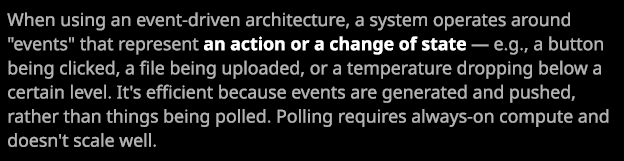 When using an event-driven architecture, a system operates around
"events" that represent an action or a change of state — e.g., a button
being clicked, a file being uploaded, or a temperature dropping below a
certain level. It's efficient because events are generated and pushed,
rather than things being polled. Polling requires always-on compute and
doesn't scale well.